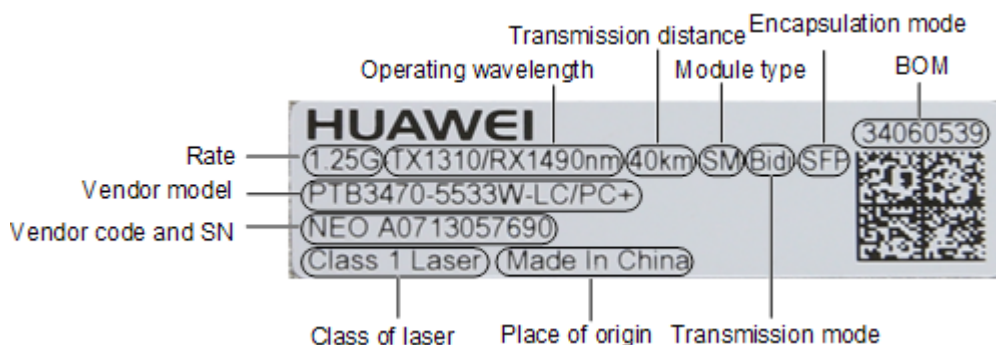 Encapsulation mode
Transmission distance
Operating wavelength
Module type
BOM
HUAWEI
34060539
Rate
1.25G TX1310/RX1490nm 40km SM Bidi SFP
Vendor model
PTB3470-5533W-LC/PC+
Vendor code and SN
NEO A0713057690
Class 1 Laser Made In China
Class of laser
Place of origin
Transmission mode